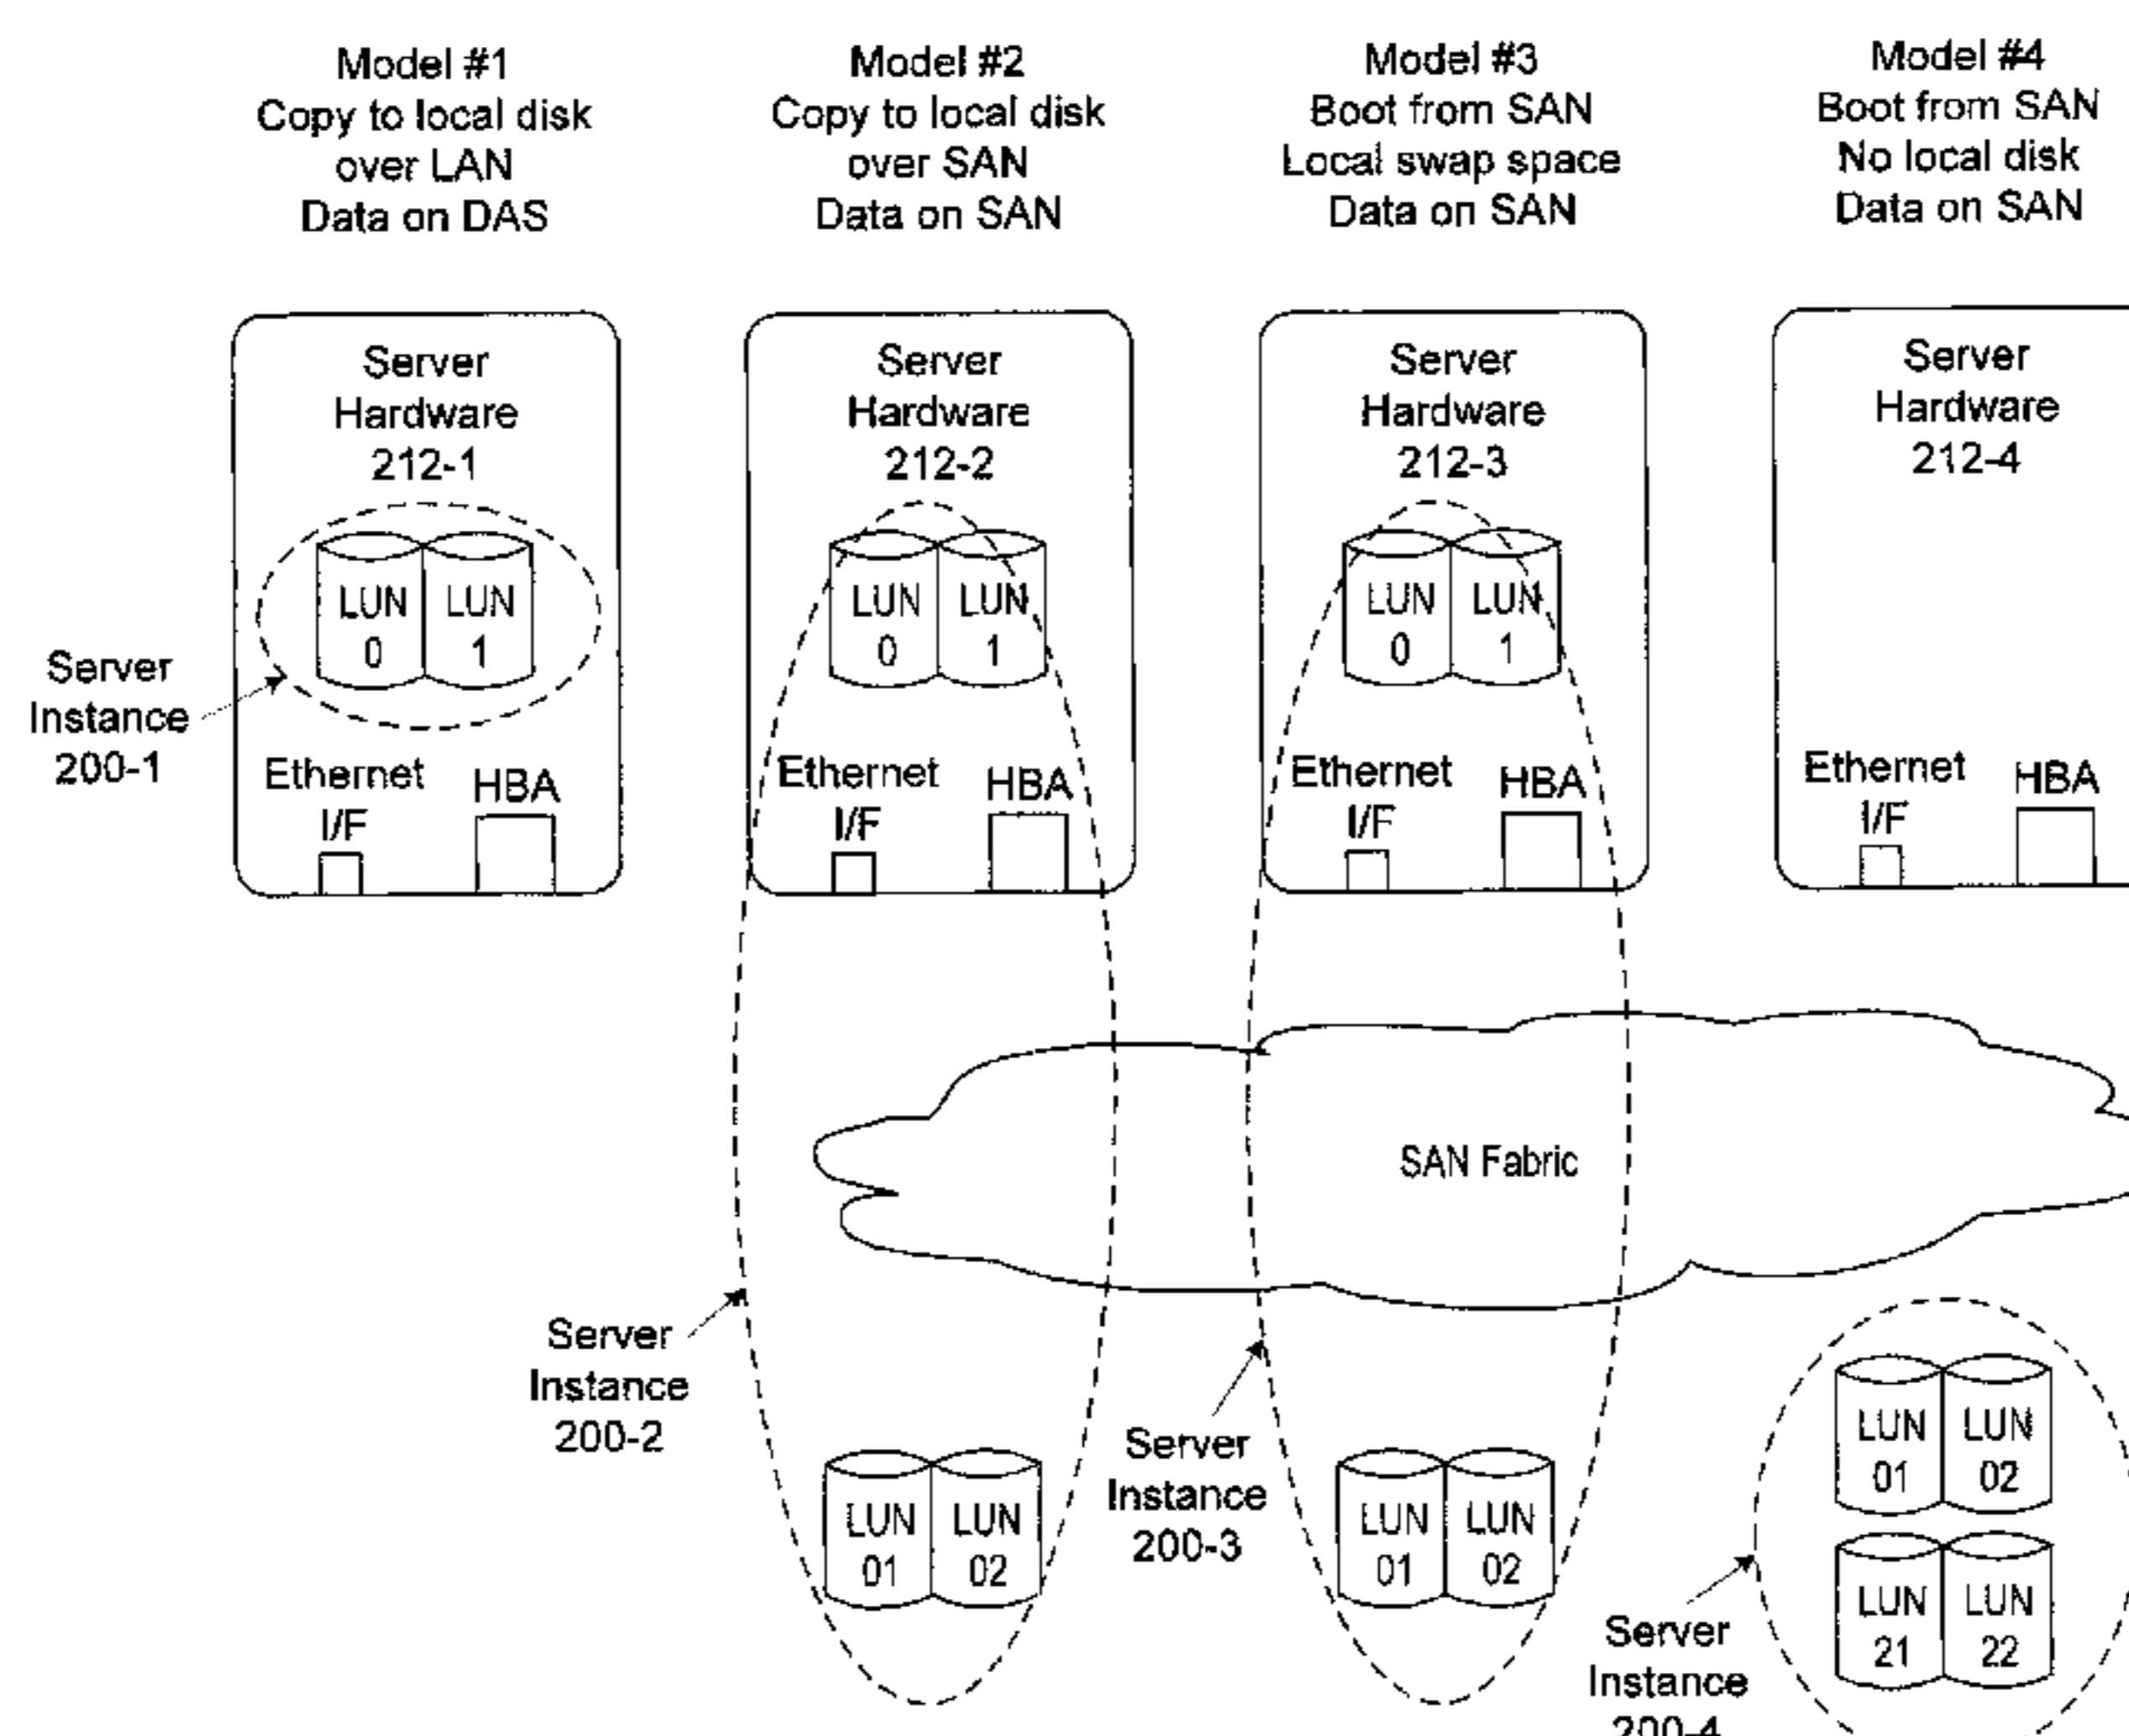 Model #1
Copy to local disk
over LAN
Data on DAS
Model #2
Copy to local disk
over SAN
Data on SAN
Model #3
Boot from SAN
Local swap space
Data on SAN
Model #4
Boot from SAN
No local disk
Data on SAN
Server
Hardware
212-1
LUN
0
LUN
1
Ethernet
I/F
HBA
Server
Instance
200-1
Server
Hardware
212-2
LUN
0
LUN
1
Ethernet
I/F
HBA
Server
Hardware
212-3
LUN
0
LUN
1
Ethernet
I/F
HBA
Server
Hardware
212-4
Ethernet
I/F
HBA
SAN Fabric
Server
Instance
200-2
LUN
01
LUN
02
Server
Instance
200-3
LUN
01
LUN
02
LUN
01
LUN
02
LUN
21
LUN
22
Server
Instance
200-4